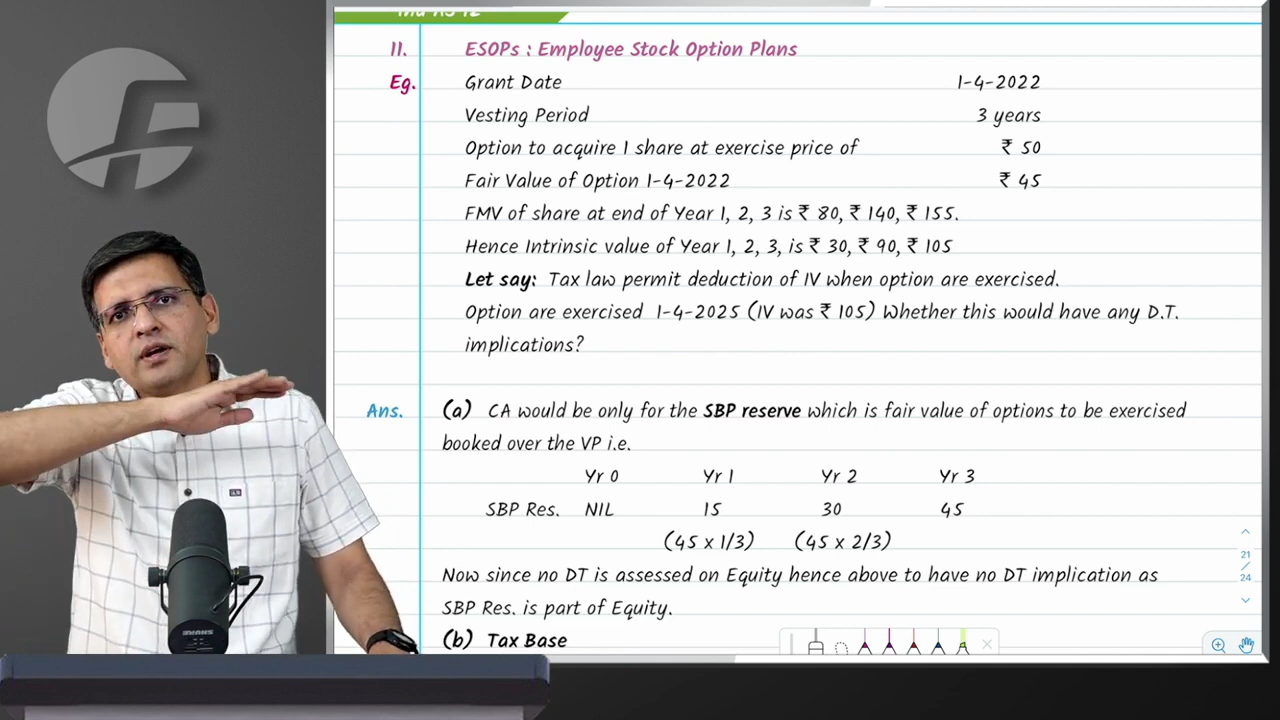 Ind AS 12
11. ESOPs : Employee Stock Option Plans
Eg. Grant Date 1-4-2022
Vesting Period 3 years
Option to acquire 1 share at exercise price of ₹ 50
Fair Value of Option 1-4-2022 ₹ 45
FMV of share at end of Year 1, 2, 3 is ₹ 80, ₹ 140, ₹ 155.
Hence Intrinsic value of Year 1, 2, 3, is ₹ 30, ₹ 90, ₹ 105
Let say: Tax law permit deduction of IV when option are exercised.
Option are exercised 1-4-2025 (IV was ₹ 105) Whether this would have any D.T.
implications?
Ans. (a) CA would be only for the SBP reserve which is fair value of options to be exercised
booked over the VP i.e.
Yr 0 Yr 1 Yr 2 Yr 3
SBP Res. NIL 15 30 45
(45 x 1/3) (45 x 2/3)
Now since no DT is assessed on Equity hence above to have no DT implication as
SBP Res. is part of Equity.
(b) Tax Base
21
/
24
SHURE